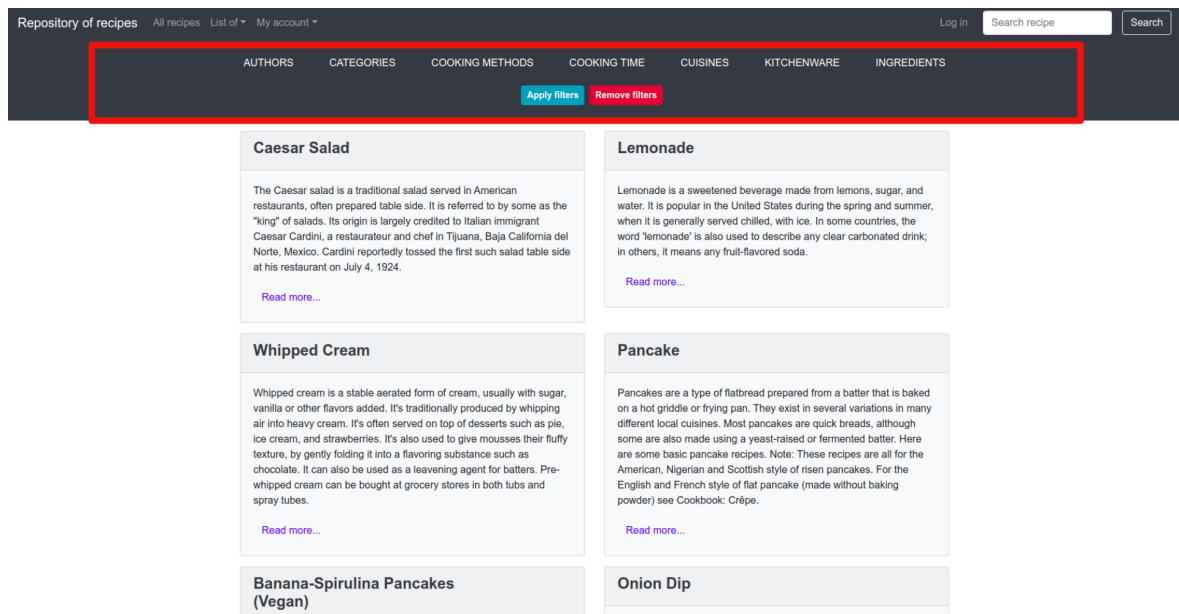 Repository of recipes All recipes List of My account Log in Search recipe Search
AUTHORS CATEGORIES COOKING METHODS COOKING TIME CUISINES KITCHENWARE INGREDIENTS
Apply filters Remove filters
Caesar Salad
The Caesar salad is a traditional salad served in American
restaurants, often prepared table side. It is referred to by some as the
"king" of salads. Its origin is largely credited to Italian immigrant
Caesar Cardini, a restaurateur and chef in Tijuana, Baja California del
Norte, Mexico. Cardini reportedly tossed the first such salad table side
at his restaurant on July 4, 1924.
Read more...
Lemonade
Lemonade is a sweetened beverage made from lemons, sugar, and
water. It is popular in the United States during the spring and summer,
when it is generally served chilled, with ice. In some countries, the
word 'lemonade' is also used to describe any clear carbonated drink;
in others, it means any fruit-flavored soda.
Read more...
Whipped Cream
Whipped cream is a stable aerated form of cream, usually with sugar,
vanilla or other flavors added. It's traditionally produced by whipping
air into heavy cream. It's often served on top of desserts such as pie,
ice cream, and strawberries. It's also used to give mousses their fluffy
texture, by gently folding it into a flavoring substance such as
chocolate. It can also be used as a leavening agent for batters. Pre-
whipped cream can be bought at grocery stores in both tubs and
spray tubes.
Read more...
Pancake
Pancakes are a type of flatbread prepared from a batter that is baked
on a hot griddle or frying pan. They exist in several variations in many
different local cuisines. Most pancakes are quick breads, although
some are also made using a yeast-raised or fermented batter. Here
are some basic pancake recipes. Note: These recipes are all for the
American, Nigerian and Scottish style of risen pancakes. For the
English and French style of flat pancake (made without baking
powder) see Cookbook: Crêpe.
Read more...
Banana-Spirulina Pancakes
(Vegan)
Onion Dip